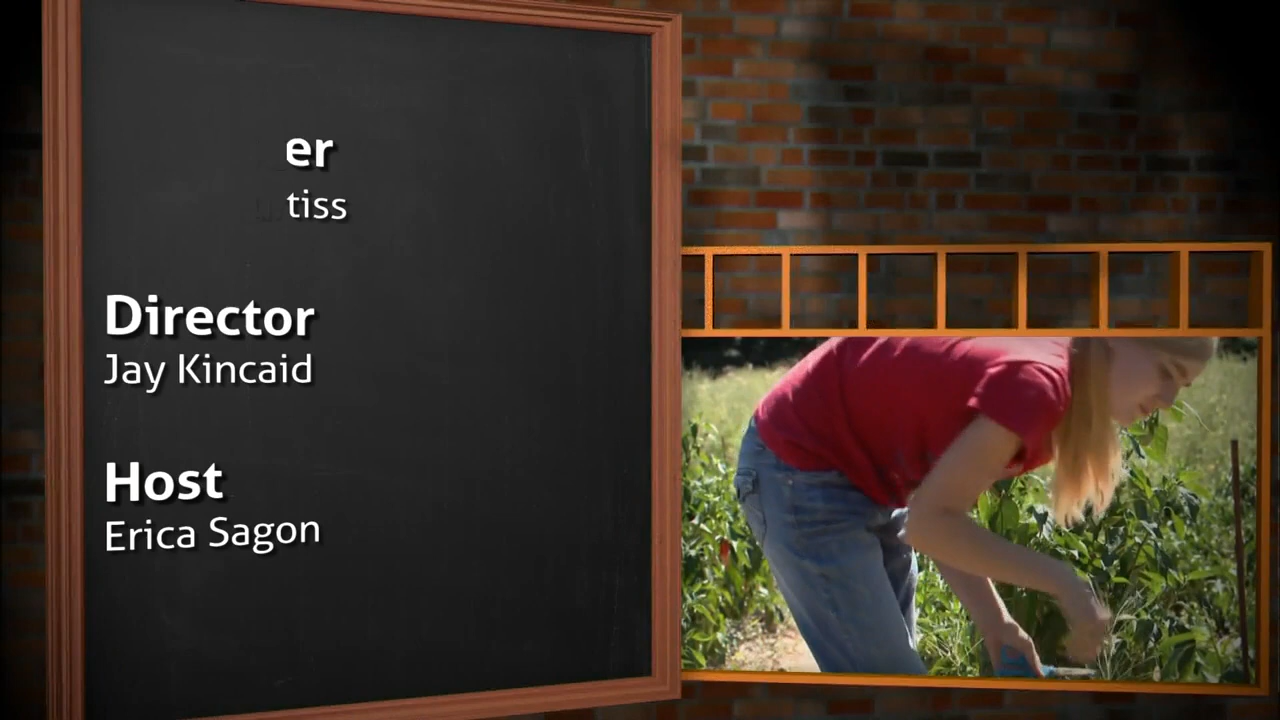 er
tiss
Director
Jay Kincaid
Host
Erica Sagon